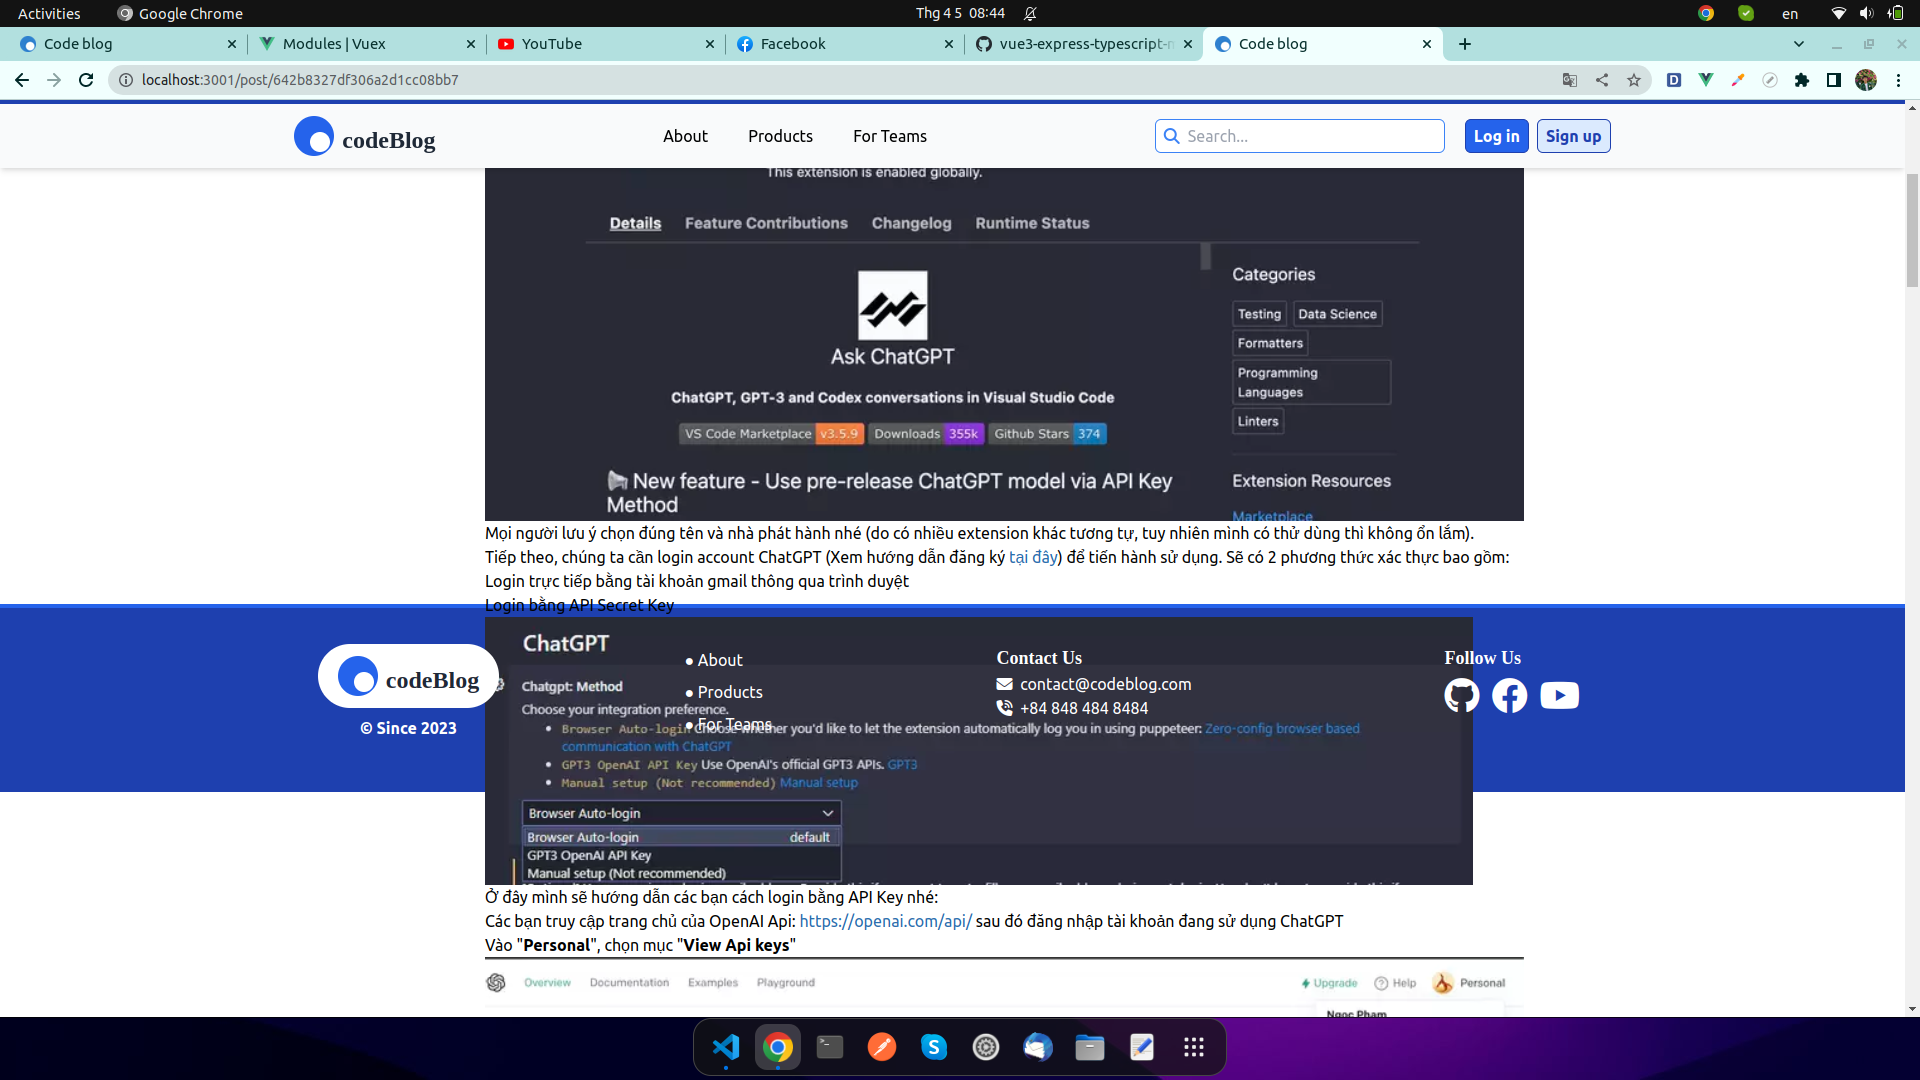 Activities
Google Chrome
Thg 4 5 08:44
en
Code blog
Modules | Vuex
YouTube
Facebook
vue3-express-typescript-
Code blog
localhost:3001/post/642b8327df306a2d1cc08bb7
codeBlog
About
Products
For Teams
Search...
Log in
Sign up
This extension is enabled globally.
Details
Feature Contributions
Changelog
Runtime Status
Categories
Testing
Data Science
Formatters
Programming
Languages
Linters
Ask ChatGPT
ChatGPT, GPT-3 and Codex conversations in Visual Studio Code
VS Code Marketplace v3.5.9
Downloads 355k
Github Stars 374
New feature - Use pre-release ChatGPT model via API Key
Method
Extension Resources
Marketplace
Mọi người lưu ý chọn đúng tên và nhà phát hành nhé (do có nhiều extension khác tương tự, tuy nhiên mình có thử dùng thì không ổn lắm).
Tiếp theo, chúng ta cần login account ChatGPT (Xem hướng dẫn đăng ký tại đây) để tiến hành sử dụng. Sẽ có 2 phương thức xác thực bao gồm:
Login trực tiếp bằng tài khoản gmail thông qua trình duyệt
Login bằng API Secret Key
ChatGPT
codeBlog
© Since 2023
• About
• Products
• For Teams
Contact Us
contact@codeblog.com
+84 848 484 8484
Follow Us
Chatgpt: Method
Choose your integration preference.
• Browser Auto-login Choose whether you'd like to let the extension automatically log you in using puppeteer: Zero-config browser based
communication with ChatGPT
• GPT3 OpenAI API Key Use OpenAI's official GPT3 APIs. GPT3
• Manual setup (Not recommended) Manual setup
Browser Auto-login
Browser Auto-login default
GPT3 OpenAI API Key
Manual setup (Not recommended)
Ở đây mình sẽ hướng dẫn các bạn cách login bằng API Key nhé:
Các bạn truy cập trang chủ của OpenAI Api: https://openai.com/api/ sau đó đăng nhập tài khoản đang sử dụng ChatGPT
Vào "Personal", chọn mục "View Api keys"
Overview
Documentation
Examples
Playground
Upgrade
Help
Personal
Ngoc Pham